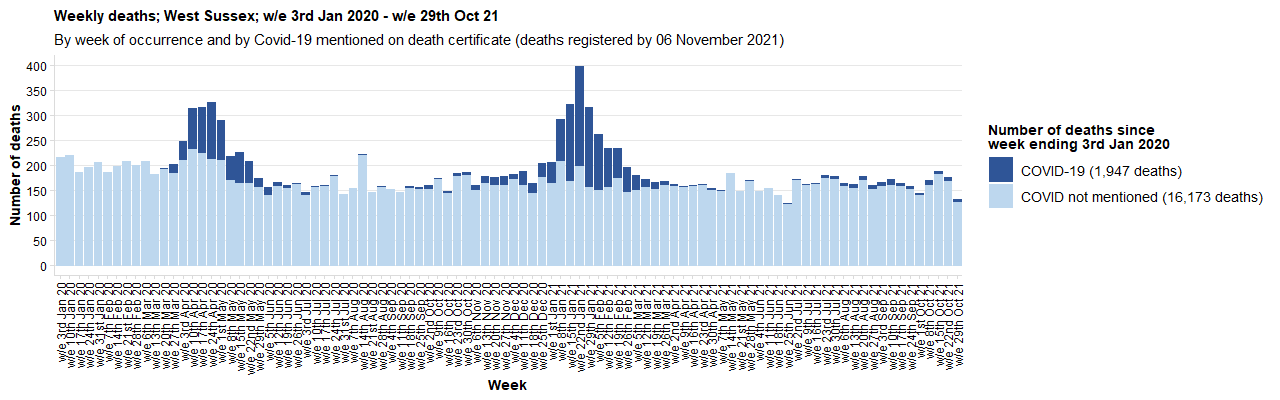 Weekly deaths; West Sussex; w/e 3rd Jan 2020 - w/e 29th Oct 21
By week of occurrence and by Covid-19 mentioned on death certificate (deaths registered by 06 November 2021)
Number of deaths
400
350
300
250
200
150
100
50
0
w/e 3rd Jan 20
w/e 10th Jan 20
w/e 17th Jan 20
w/e 24th Jan 20
w/e 31st Jan 20
w/e 7th Feb 20
w/e 14th Feb 20
w/e 21st Feb 20
w/e 28th Feb 20
w/e 6th Mar 20
w/e 13th Mar 20
w/e 20th Mar 20
w/e 27th Mar 20
w/e 3rd Apr 20
w/e 10th Apr 20
w/e 17th Apr 20
w/e 24th Apr 20
w/e 1st May 20
w/e 8th May 20
w/e 15th May 20
w/e 22nd May 20
w/e 29th May 20
w/e 5th Jun 20
w/e 12th Jun 20
w/e 19th Jun 20
w/e 26th Jun 20
w/e 3rd Jul 20
w/e 10th Jul 20
w/e 17th Jul 20
w/e 24th Jul 20
w/e 31st Jul 20
w/e 7th Aug 20
w/e 14th Aug 20
w/e 21st Aug 20
w/e 28th Aug 20
w/e 4th Sep 20
w/e 11th Sep 20
w/e 18th Sep 20
w/e 25th Sep 20
w/e 2nd Oct 20
w/e 9th Oct 20
w/e 16th Oct 20
w/e 23rd Oct 20
w/e 30th Oct 20
w/e 6th Nov 20
w/e 13th Nov 20
w/e 20th Nov 20
w/e 27th Nov 20
w/e 4th Dec 20
w/e 11th Dec 20
w/e 18th Dec 20
w/e 25th Dec 20
w/e 1st Jan 21
w/e 8th Jan 21
w/e 15th Jan 21
w/e 22nd Jan 21
w/e 29th Jan 21
w/e 5th Feb 21
w/e 12th Feb 21
w/e 19th Feb 21
w/e 26th Feb 21
w/e 5th Mar 21
w/e 12th Mar 21
w/e 19th Mar 21
w/e 26th Mar 21
w/e 2nd Apr 21
w/e 9th Apr 21
w/e 16th Apr 21
w/e 23rd Apr 21
w/e 30th Apr 21
w/e 7th May 21
w/e 14th May 21
w/e 21st May 21
w/e 28th May 21
w/e 4th Jun 21
w/e 11th Jun 21
w/e 18th Jun 21
w/e 25th Jun 21
w/e 2nd Jul 21
w/e 9th Jul 21
w/e 16th Jul 21
w/e 23rd Jul 21
w/e 30th Jul 21
w/e 6th Aug 21
w/e 13th Aug 21
w/e 20th Aug 21
w/e 27th Aug 21
w/e 3rd Sep 21
w/e 10th Sep 21
w/e 17th Sep 21
w/e 24th Sep 21
w/e 1st Oct 21
w/e 8th Oct 21
w/e 15th Oct 21
w/e 22nd Oct 21
w/e 29th Oct 21
Week
Number of deaths since
week ending 3rd Jan 2020
COVID-19 (1,947 deaths)
COVID not mentioned (16,173 deaths)